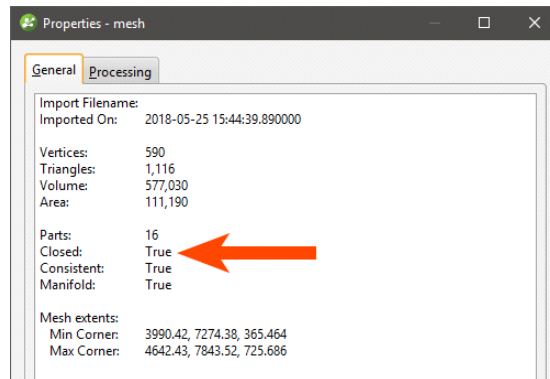 Properties - mesh
General Processing
Import Filename:
Imported On: 2018-05-25 15:44:39.890000
Vertices: 590
Triangles: 1,116
Volume: 577,030
Area: 111,190
Parts: 16
Closed: True
Consistent: True
Manifold: True
Mesh extents:
Min Corner: 3990.42, 7274.38, 365.464
Max Corner: 4642.43, 7843.52, 725.686